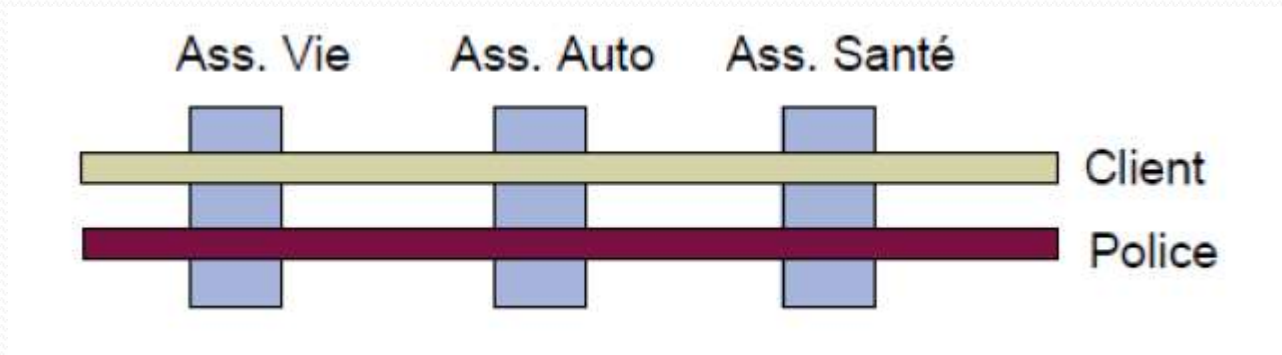 Ass. Vie Ass. Auto Ass. Santé
Client
Police